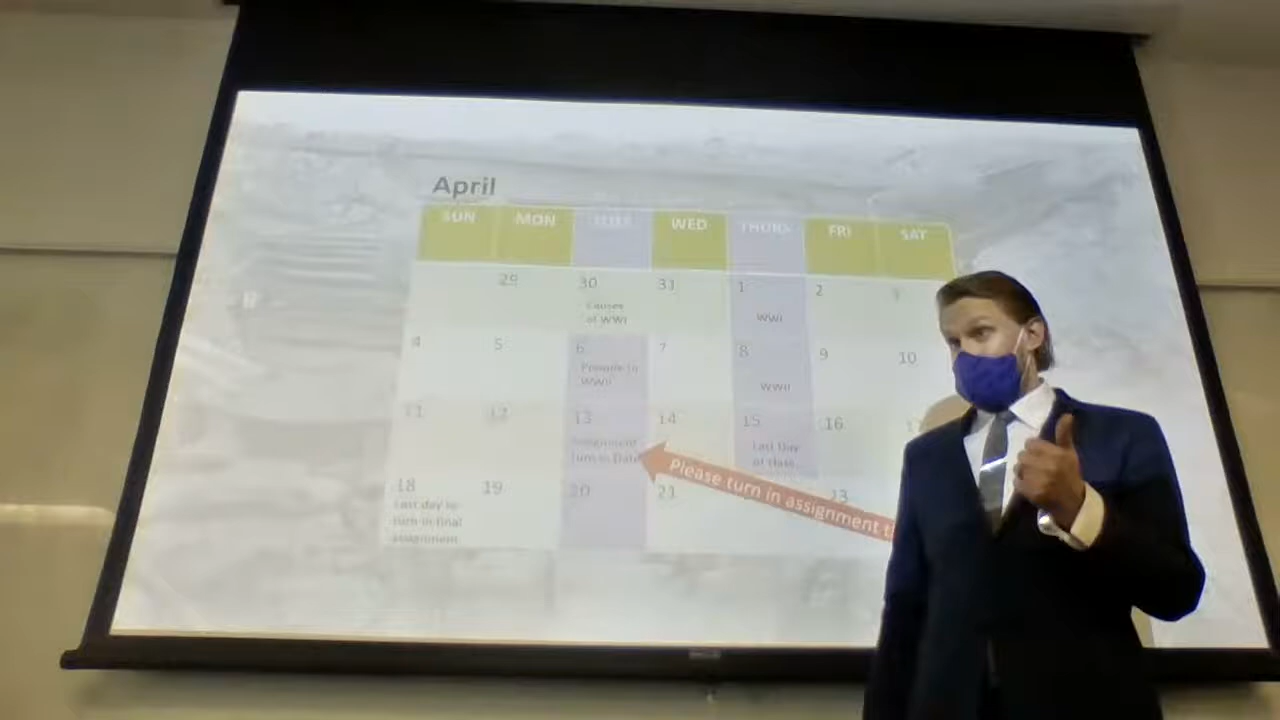 April
SUN MON TUES WED THURS FRI SAT
29 30 31 1 2 3
Causes
of WWI
WWI
4 5 6 7 8 9 10
Prelude to
WWII
WWII
11 12 13 14 15 16 17
Assignment
Turn in Date
Last Day
of class
Please turn in assignment
18 19 20 21
Last day to
turn in final
assignment